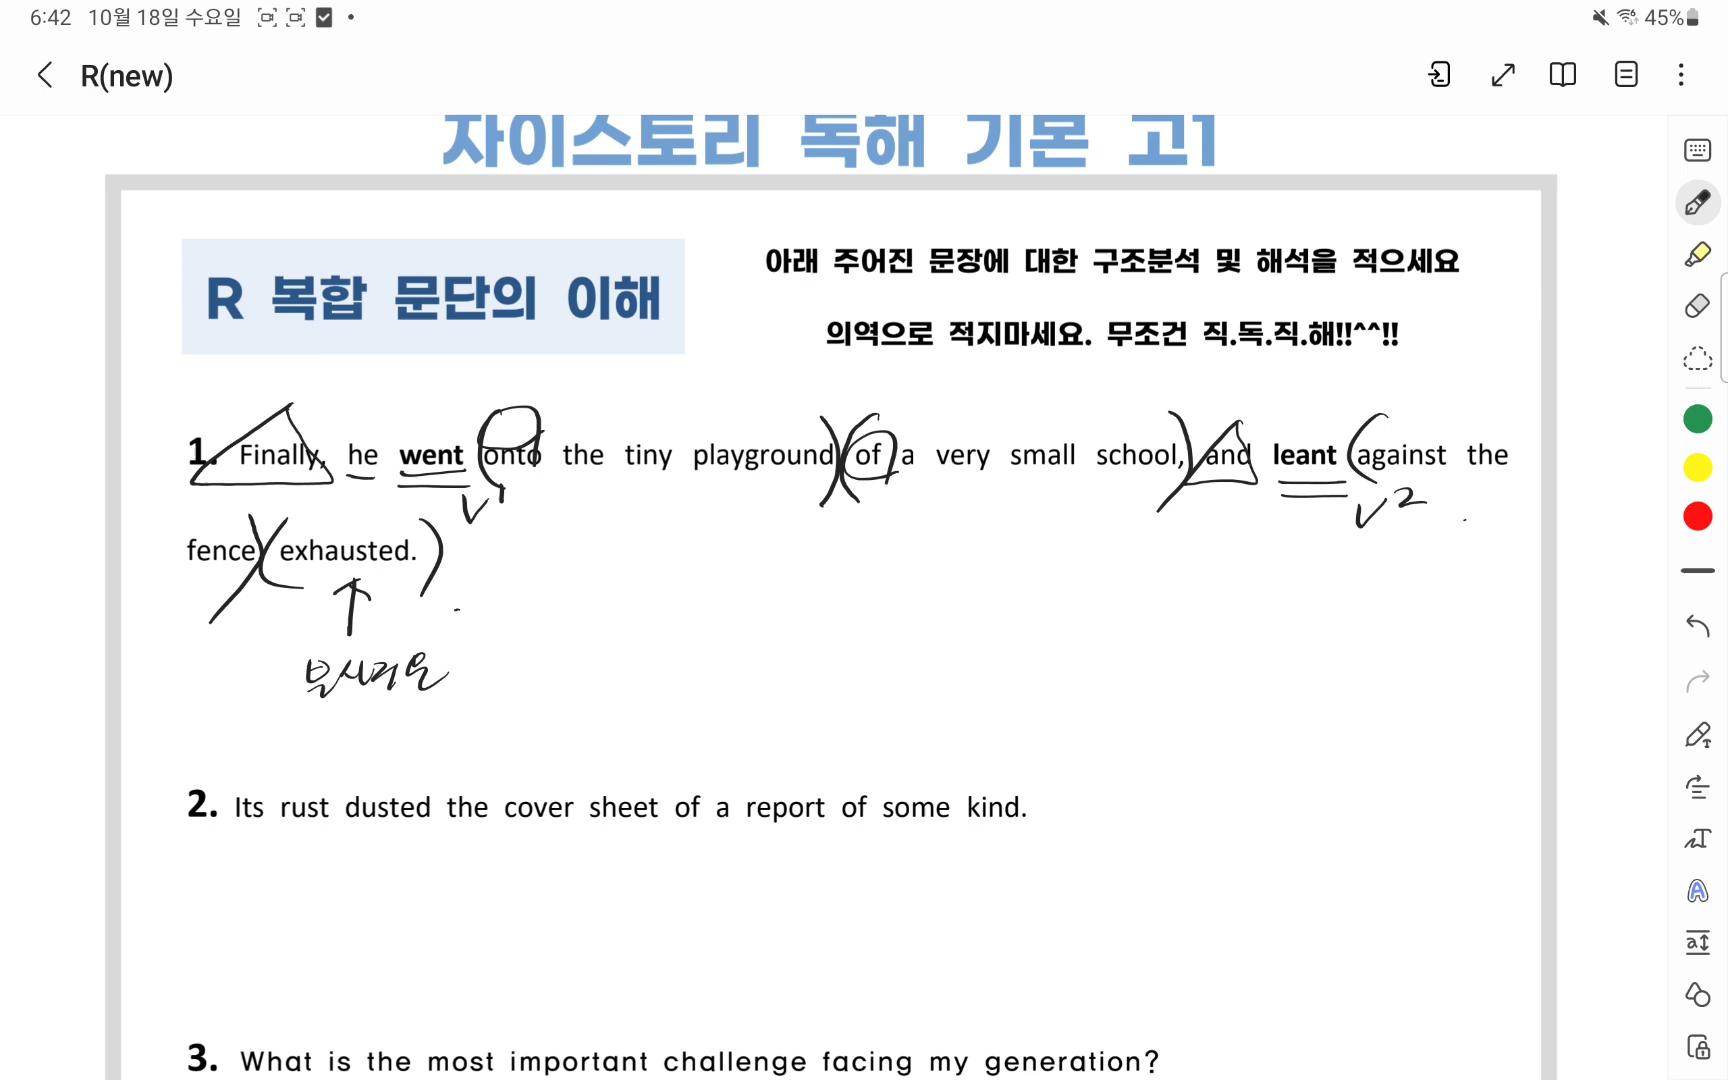 6:42 10월 18일 수요일
45%
R(new)
자이스토리 독해 기본 고1
R 복합 문단의 이해
아래 주어진 문장에 대한 구조분석 및 해석을 적으세요
의역으로 적지마세요. 무조건 직.독.직.해!!^^!!
1. Finally, he went onto the tiny playground of a very small school, and leant against the
V1
V2
fence exhausted.
2. Its rust dusted the cover sheet of a report of some kind.
3. What is the most important challenge facing my generation?